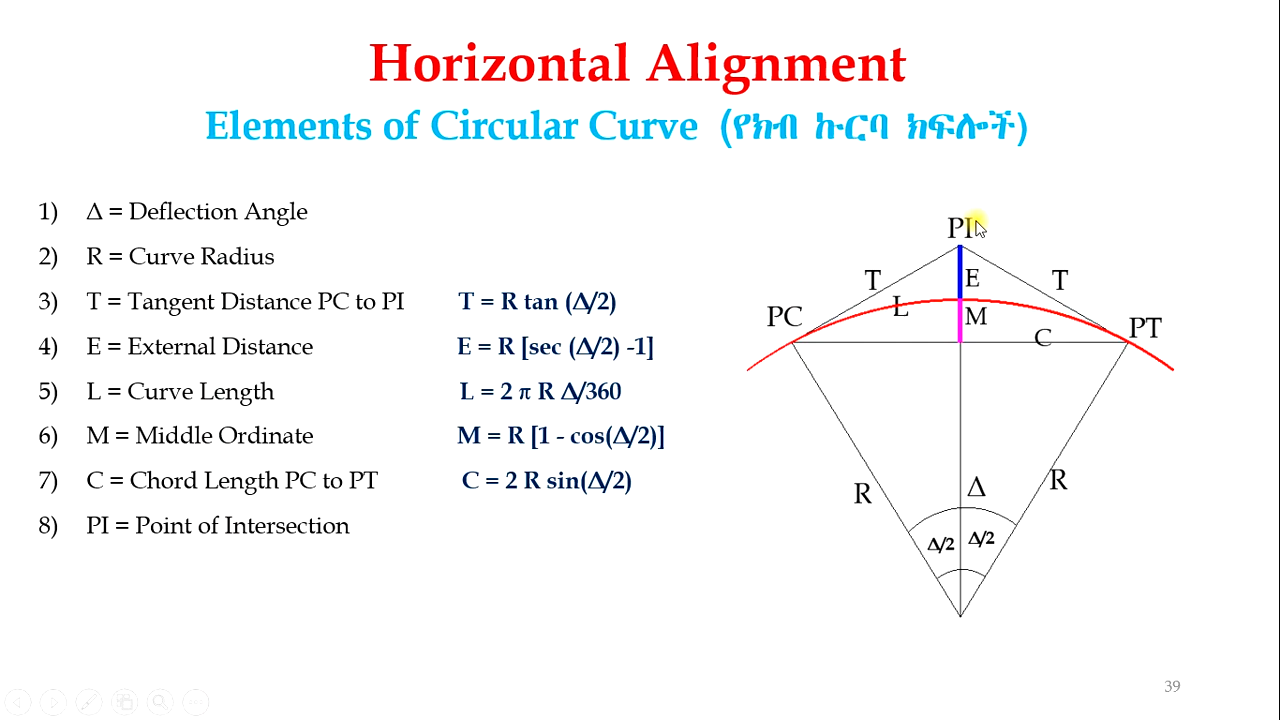 Horizontal Alignment
Elements of Circular Curve (የክብ ኩርባ ክፍሎች)
1) Δ = Deflection Angle
2) R = Curve Radius
3) T = Tangent Distance PC to PI T = R tan (Δ/2)
4) E = External Distance E = R [sec (Δ/2) -1]
5) L = Curve Length L = 2 π R Δ/360
6) M = Middle Ordinate M = R [1 - cos(Δ/2)]
7) C = Chord Length PC to PT C = 2 R sin(Δ/2)
8) PI = Point of Intersection
PI
T E T
L
PC M PT
C
R Δ R
Δ/2 Δ/2
39